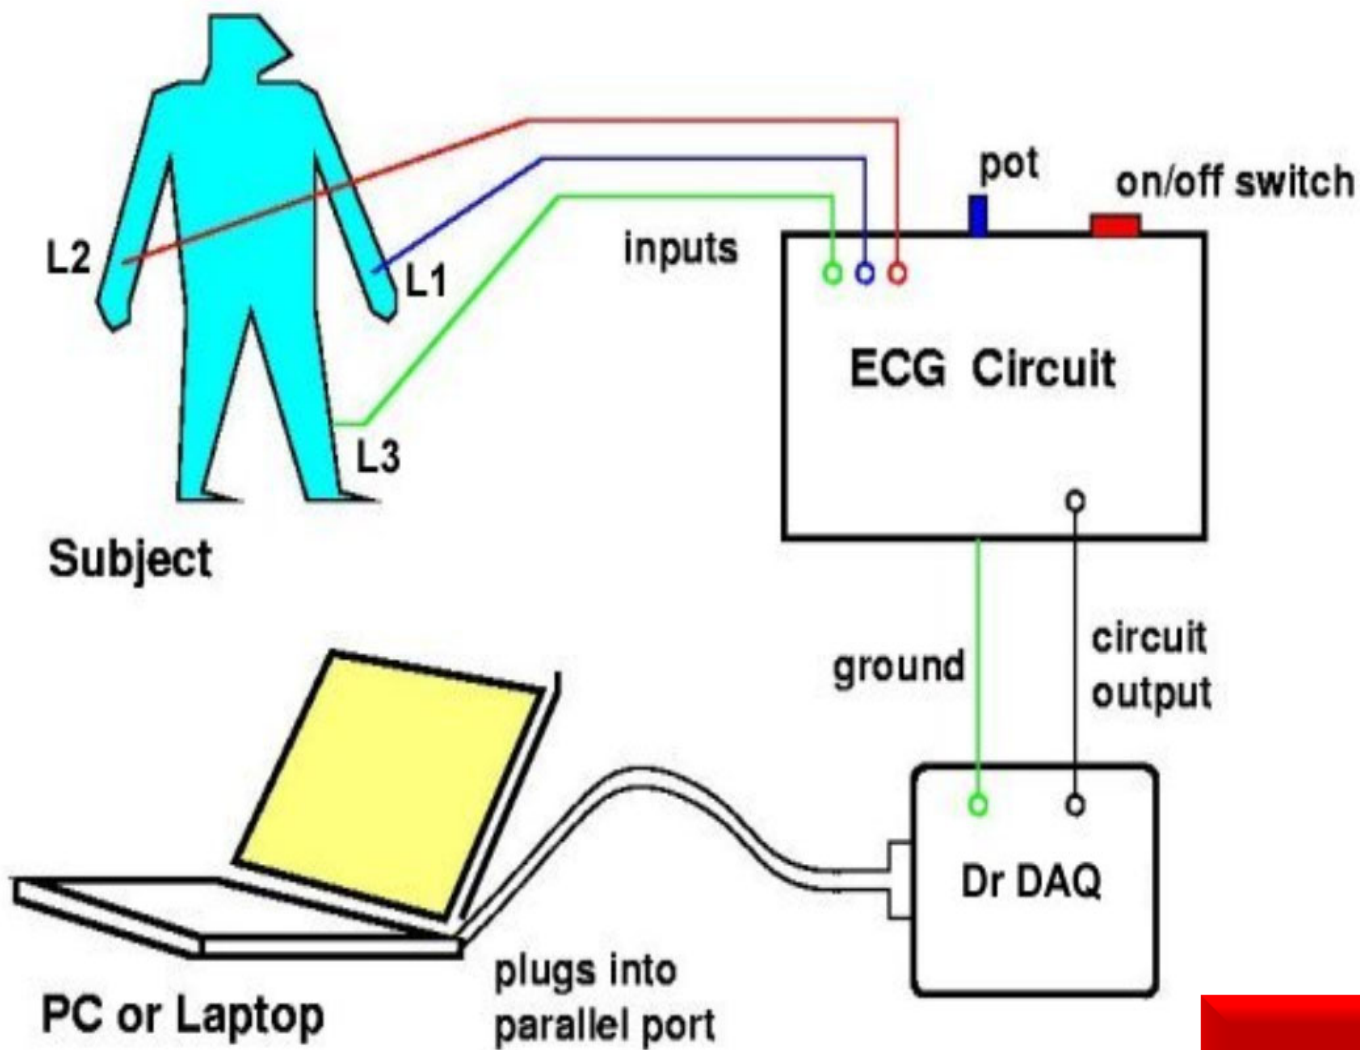 pot
on/off switch
inputs
L2
L1
ECG Circuit
L3
Subject
ground
circuit
output
Dr DAQ
plugs into
parallel port
PC or Laptop